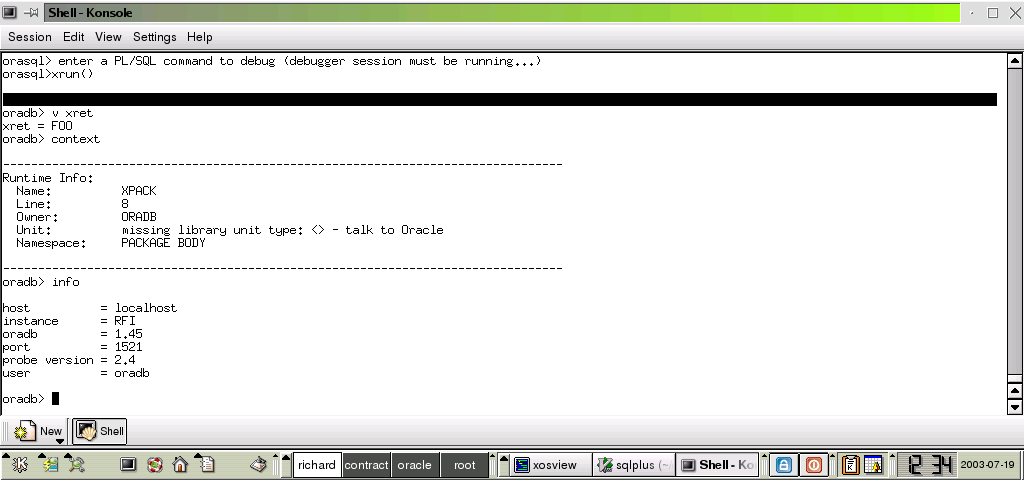 Shell - Konsole
Session Edit View Settings Help
orasql> enter a PL/SQL command to debug (debugger session must be running...)
orasql>xrun()
oradb> v xret
xret = FOO
oradb> context
------------------------------------------------------------------------------
Runtime Info:
  Name:          XPACK
  Line:          8
  Owner:         ORADB
  Unit:          missing library unit type: <> - talk to Oracle
  Namespace:     PACKAGE BODY
------------------------------------------------------------------------------
oradb> info
host          = localhost
instance      = RFI
oradb         = 1.45
port          = 1521
probe version = 2.4
user          = oradb
oradb>
New Shell
richard contract oracle root xosview sqlplus (~ Shell - Ko 2 34 2003-07-19